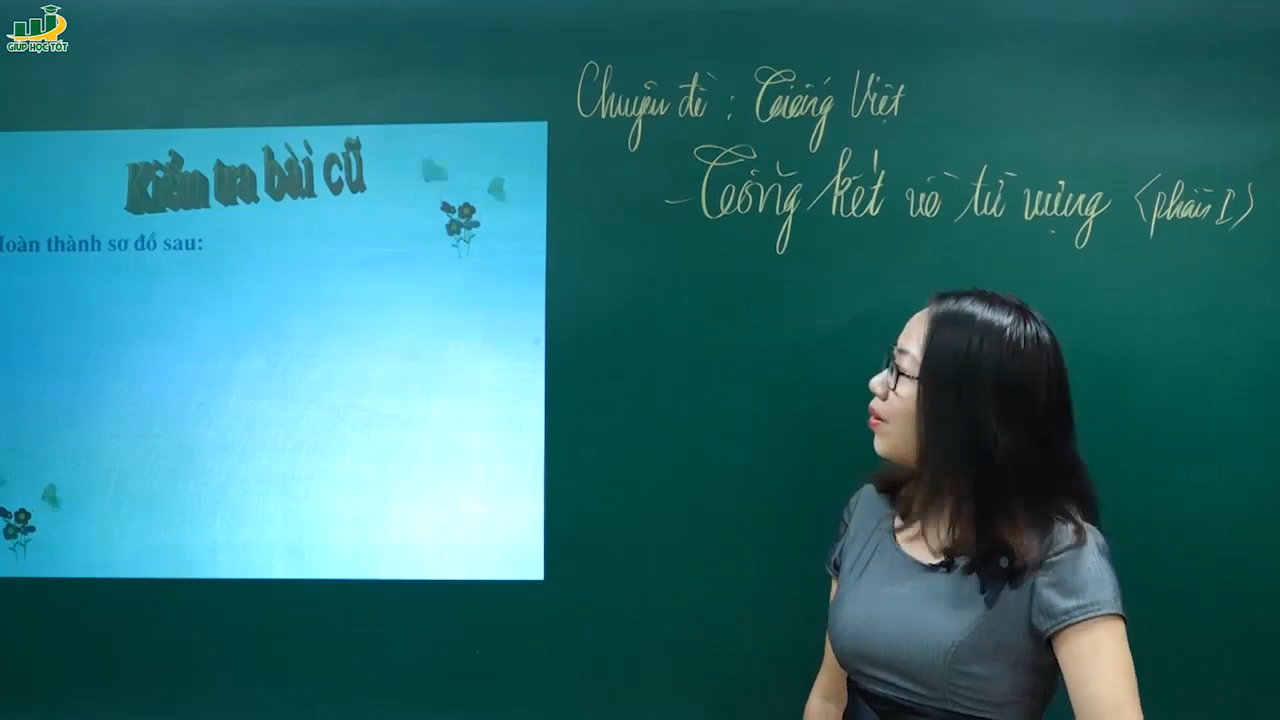 GIÚP HỌC TỐT
Chuyên đề : Tiếng Việt
- Tổng kết về từ vựng <phần I>
Kiểm tra bài cũ
Hoàn thành sơ đồ sau: